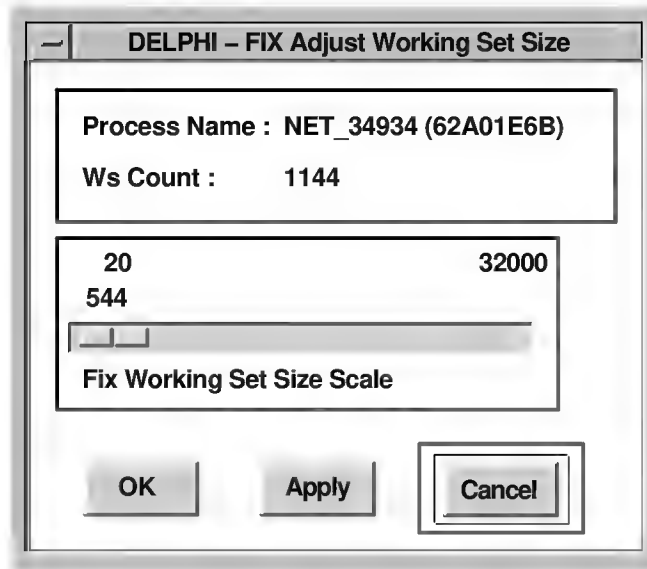 DELPHI – FIX Adjust Working Set Size
Process Name : NET_34934 (62A01E6B)
Ws Count : 1144
20 32000
544
Fix Working Set Size Scale
OK Apply Cancel